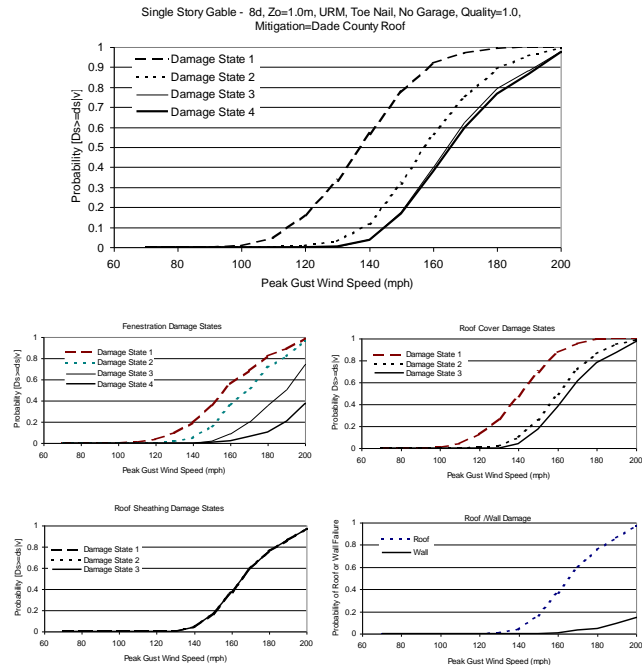 Single Story Gable - 8d, Zo=1.0m, URM, Toe Nail, No Garage, Quality=1.0,
Mitigation=Dade County Roof
Probability [Ds>=ds|v]
1
0.9
0.8
0.7
0.6
0.5
0.4
0.3
0.2
0.1
0
Damage State 1
Damage State 2
Damage State 3
Damage State 4
60 80 100 120 140 160 180 200
Peak Gust Wind Speed (mph)
Fenestration Damage States
Probability [Ds>=ds|v]
1
0.8
0.6
0.4
0.2
0
Damage State 1
Damage State 2
Damage State 3
Damage State 4
60 80 100 120 140 160 180 200
Peak Gust Wind Speed (mph)
Roof Cover Damage States
Probability Ds>=ds|v]
1
0.8
0.6
0.4
0.2
0
Damage State 1
Damage State 2
Damage State 3
60 80 100 120 140 160 180 200
Peak Gust Wind Speed (mph)
Roof Sheathing Damage States
Probability [Ds>=ds|v]
1
0.8
0.6
0.4
0.2
0
Damage State 1
Damage State 2
Damage State 3
60 80 100 120 140 160 180 200
Peak Gust Wind Speed (mph)
Roof /Wall Damage
Probability of Roof or Wall Failure
1
0.8
0.6
0.4
0.2
0
Roof
Wall
60 80 100 120 140 160 180 200
Peak Gust Wind Speed (mph)